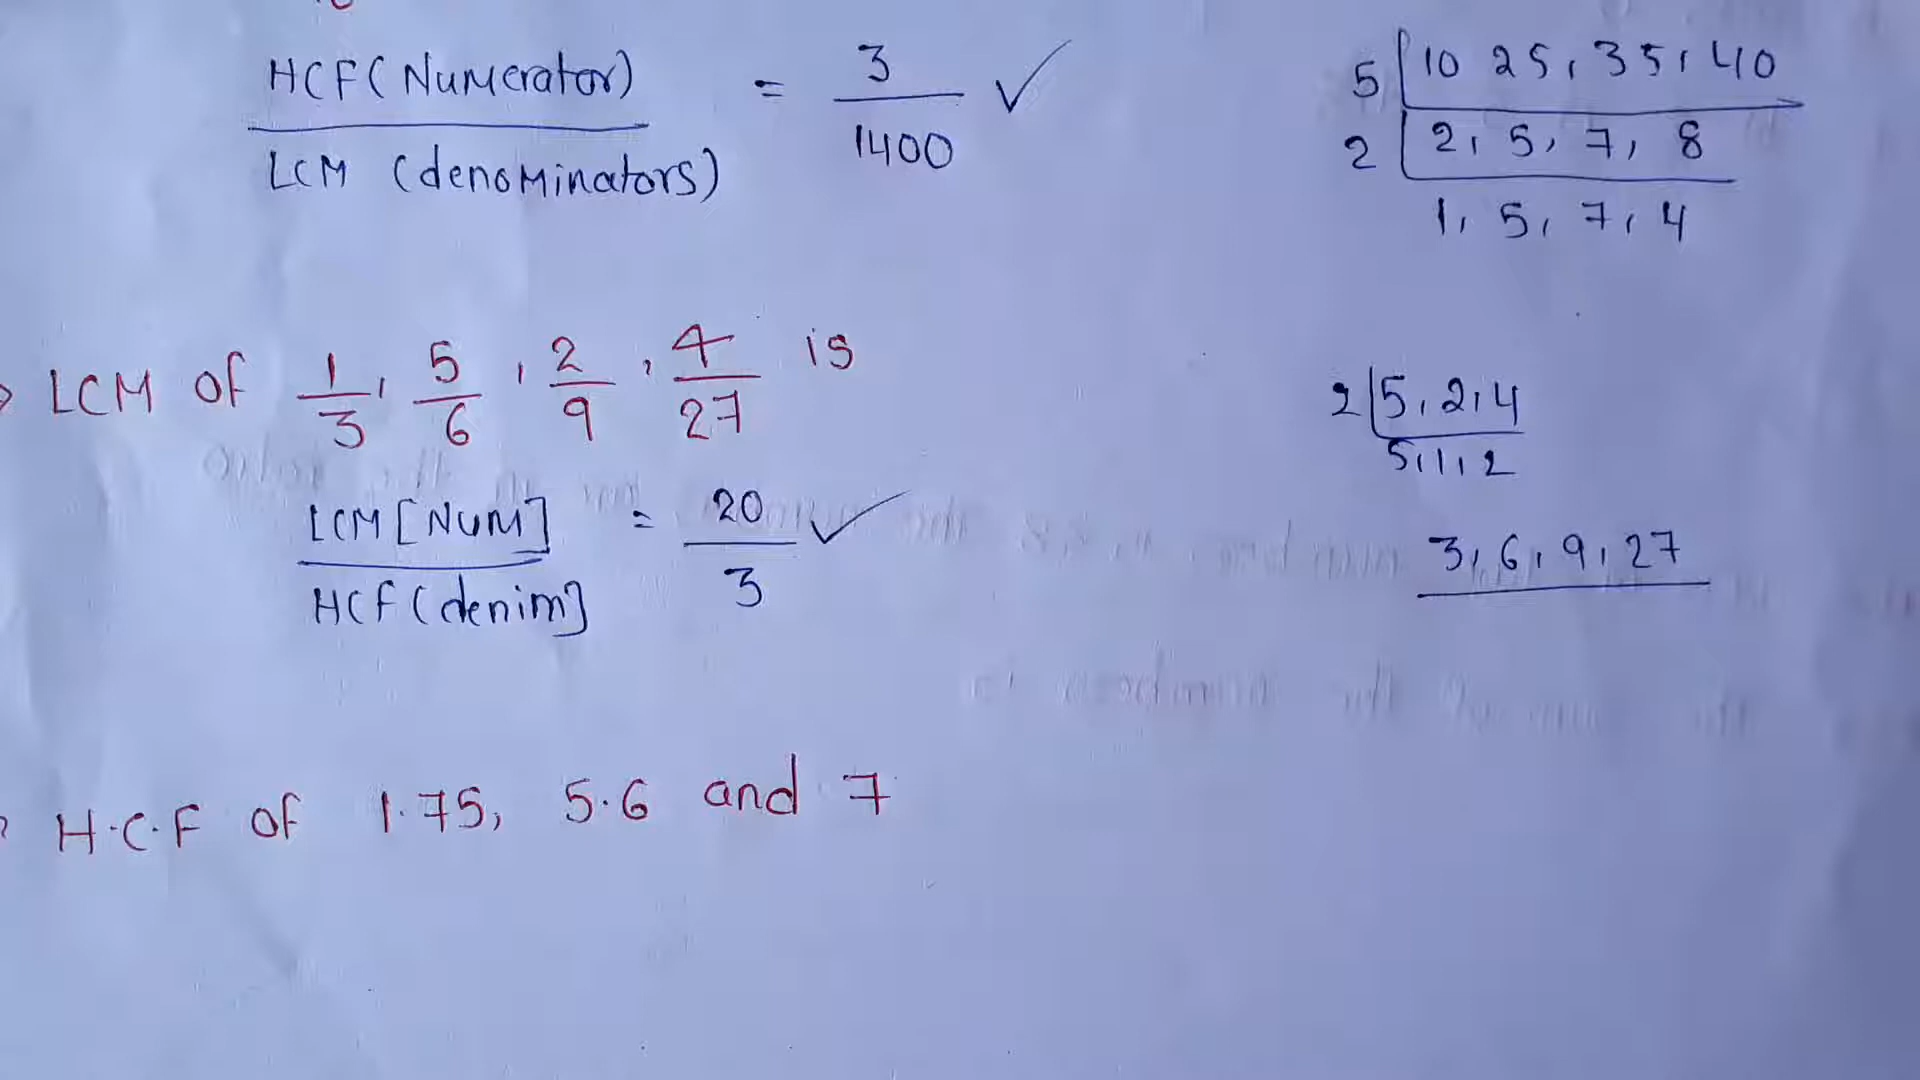 HCF (Numerator) = 3 ✓
LCM (denominators) 1400
5 10 25, 35, 40
2 2, 5, 7, 8
1, 5, 7, 4
LCM of 1/3, 5/6, 2/9, 4/27 is
LCM [Num] = 20 ✓
HCF (denim] 3
2 5, 2, 4
5, 1, 2
3, 6, 9, 27
H.C.F of 1.75, 5.6 and 7